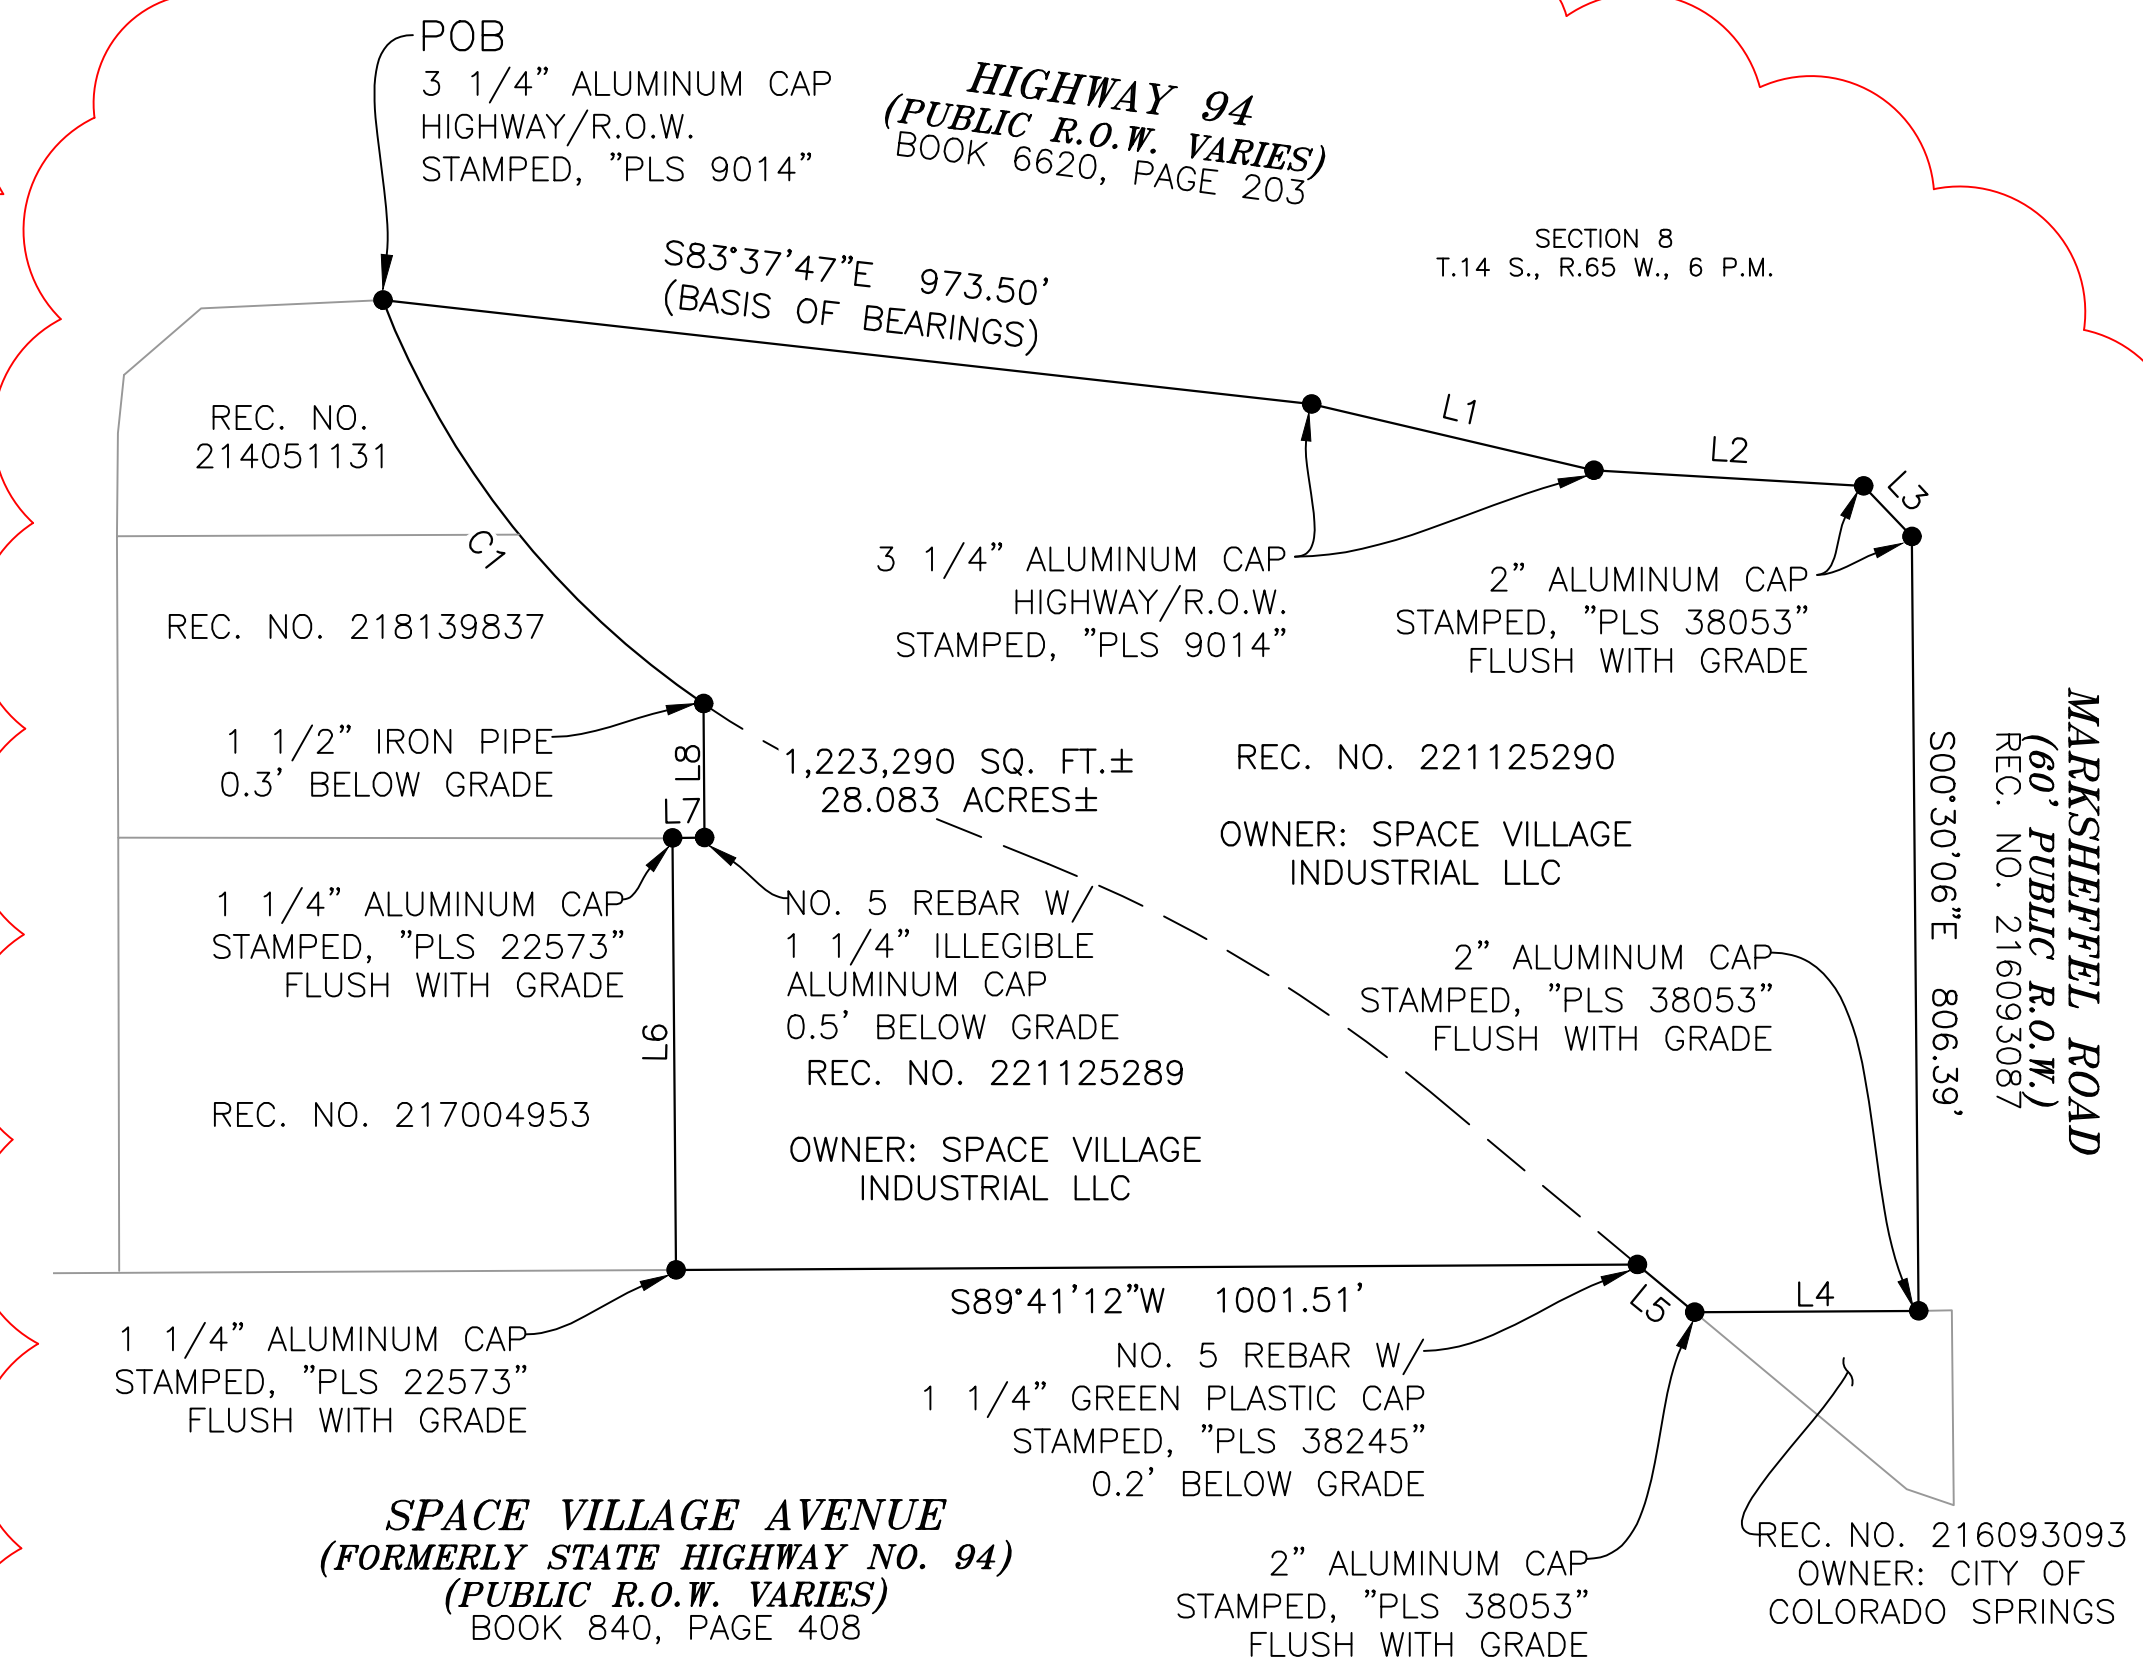 POB
3 1/4" ALUMINUM CAP
HIGHWAY/R.O.W.
STAMPED, "PLS 9014"
HIGHWAY 94
(PUBLIC R.O.W. VARIES)
BOOK 6620, PAGE 203
SECTION 8
T.14 S., R.65 W., 6 P.M.
S83°37'47"E 973.50'
(BASIS OF BEARINGS)
L1
L2
L3
REC. NO.
214051131
C1
3 1/4" ALUMINUM CAP
HIGHWAY/R.O.W.
STAMPED, "PLS 9014"
2" ALUMINUM CAP
STAMPED, "PLS 38053"
FLUSH WITH GRADE
REC. NO. 218139837
1 1/2" IRON PIPE
0.3' BELOW GRADE
L8
L7
1,223,290 SQ. FT.±
28.083 ACRES±
REC. NO. 221125290
OWNER: SPACE VILLAGE
INDUSTRIAL LLC
S00°30'06"E 806.39'
MARKSHEFFEL ROAD
(60' PUBLIC R.O.W.)
REC. NO. 216093087
1 1/4" ALUMINUM CAP
STAMPED, "PLS 22573"
FLUSH WITH GRADE
NO. 5 REBAR W/
1 1/4" ILLEGIBLE
ALUMINUM CAP
0.5' BELOW GRADE
2" ALUMINUM CAP
STAMPED, "PLS 38053"
FLUSH WITH GRADE
L6
REC. NO. 221125289
OWNER: SPACE VILLAGE
INDUSTRIAL LLC
REC. NO. 217004953
S89°41'12"W 1001.51'
L5
L4
1 1/4" ALUMINUM CAP
STAMPED, "PLS 22573"
FLUSH WITH GRADE
NO. 5 REBAR W/
1 1/4" GREEN PLASTIC CAP
STAMPED, "PLS 38245"
0.2' BELOW GRADE
SPACE VILLAGE AVENUE
(FORMERLY STATE HIGHWAY NO. 94)
(PUBLIC R.O.W. VARIES)
BOOK 840, PAGE 408
2" ALUMINUM CAP
STAMPED, "PLS 38053"
FLUSH WITH GRADE
REC. NO. 216093093
OWNER: CITY OF
COLORADO SPRINGS